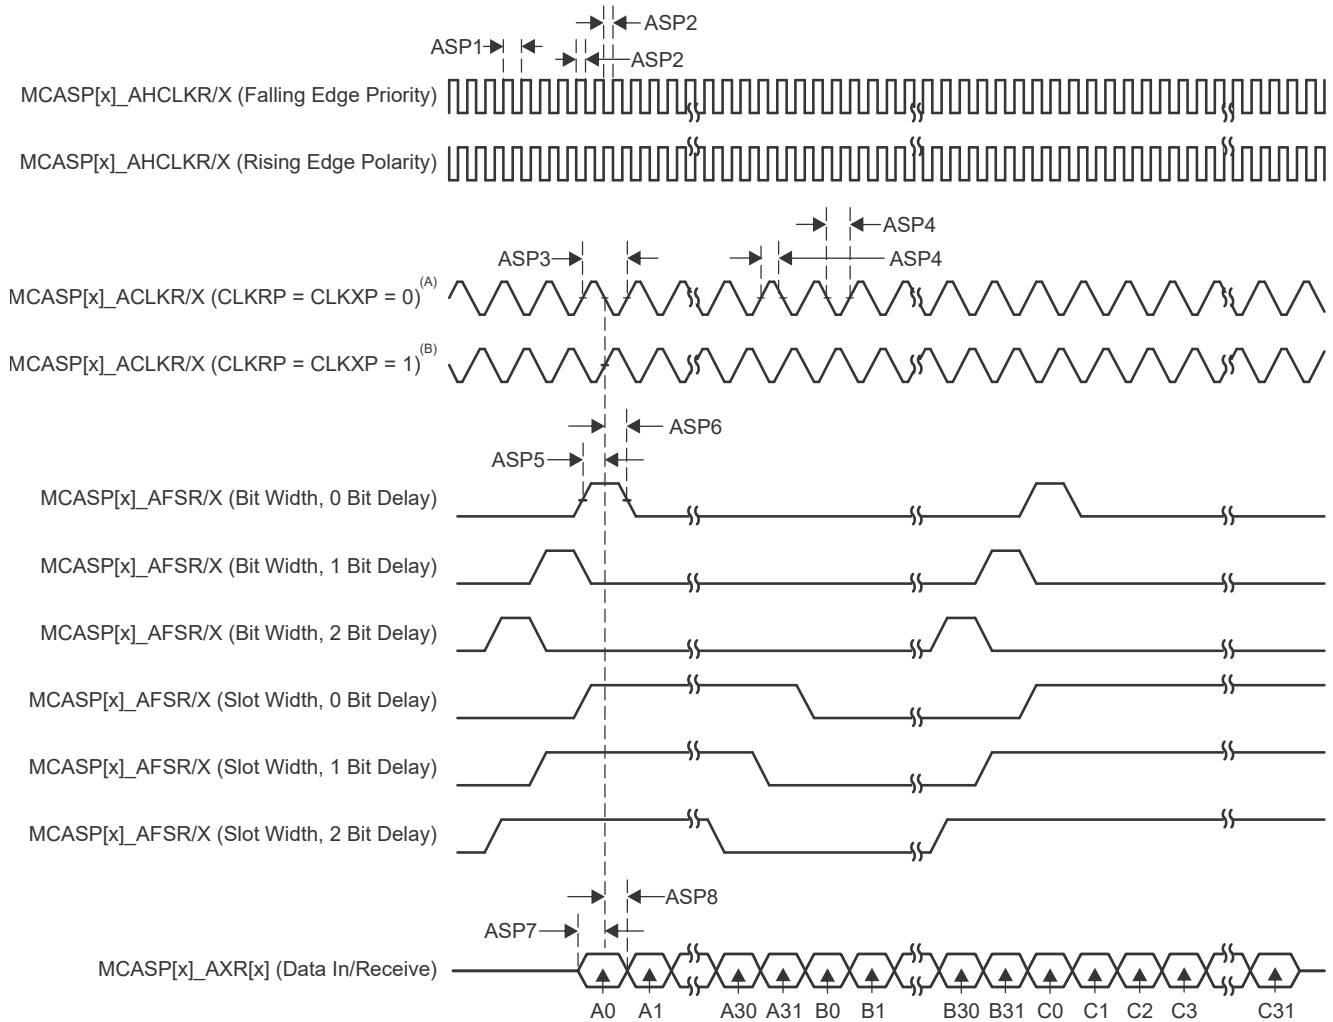 ASP2
ASP1
ASP2
MCASP[x]_AHCLKR/X (Falling Edge Priority)
MCASP[x]_AHCLKR/X (Rising Edge Polarity)
ASP4
ASP3
ASP4
MCASP[x]_ACLKR/X (CLKRP = CLKXP = 0)(A)
MCASP[x]_ACLKR/X (CLKRP = CLKXP = 1)(B)
ASP6
ASP5
MCASP[x]_AFSR/X (Bit Width, 0 Bit Delay)
MCASP[x]_AFSR/X (Bit Width, 1 Bit Delay)
MCASP[x]_AFSR/X (Bit Width, 2 Bit Delay)
MCASP[x]_AFSR/X (Slot Width, 0 Bit Delay)
MCASP[x]_AFSR/X (Slot Width, 1 Bit Delay)
MCASP[x]_AFSR/X (Slot Width, 2 Bit Delay)
ASP8
ASP7
MCASP[x]_AXR[x] (Data In/Receive)
A0 A1 A30 A31 B0 B1 B30 B31 C0 C1 C2 C3 C31